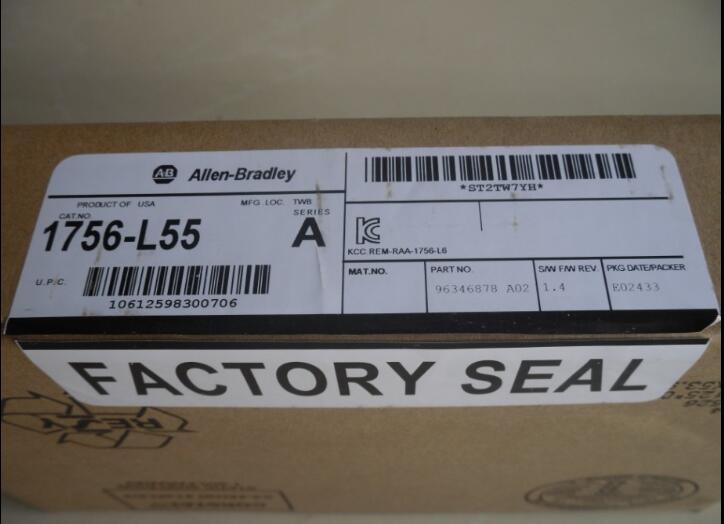 AB Allen-Bradley
PRODUCT OF USA
MFG.LOC. TWB
CAT.NO.
SERIES
1756-L55
A
U.P.C.
10612598300706
*ST2TW7YH*
KCC REM-RAA-1756-L6
MAT.NO.
PART NO.
S/W F/W REV.
PKG DATE/PACKER
96346878 A02
1.4
E02433
FACTORY SEAL